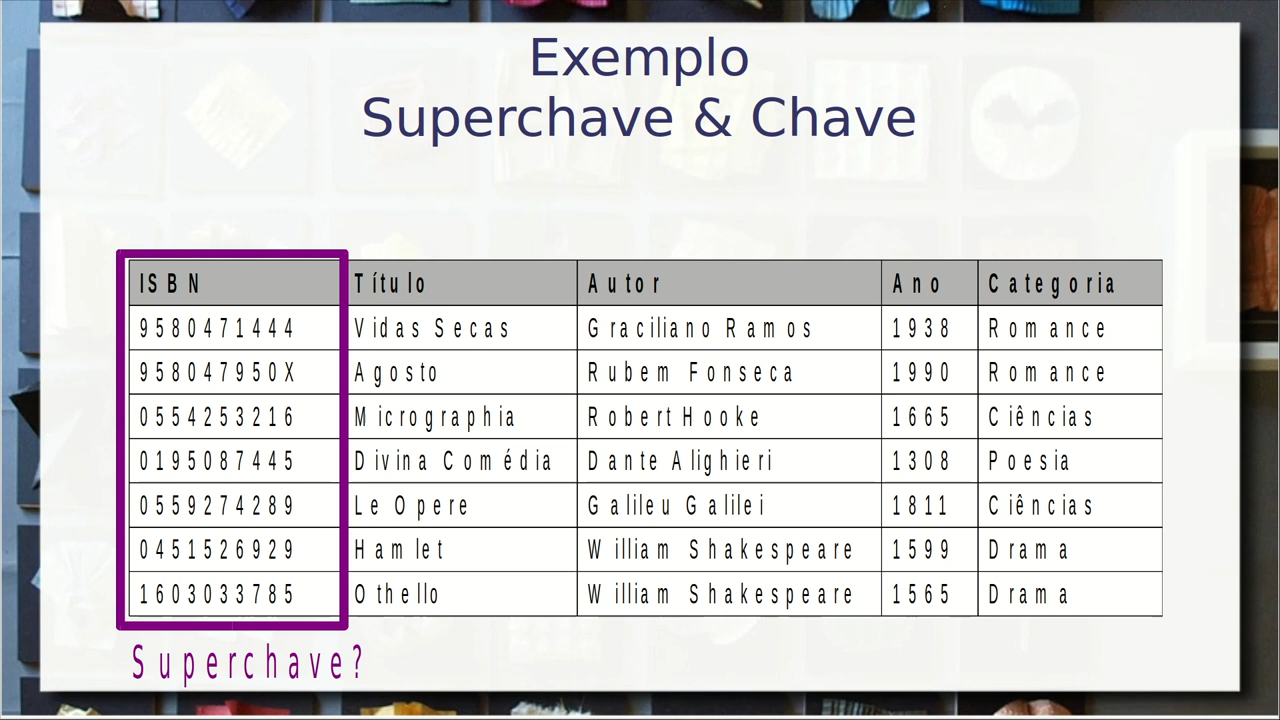 Exemplo
Superchave & Chave
ISBN Título Autor Ano Categoria
9580471444 Vidas Secas Graciliano Ramos 1938 Romance
958047950X Agosto Rubem Fonseca 1990 Romance
0554253216 Micrographia Robert Hooke 1665 Ciências
0195087445 Divina Comédia Dante Alighieri 1308 Poesia
0559274289 Le Opere Galileu Galilei 1811 Ciências
0451526929 Hamlet William Shakespeare 1599 Drama
1603033785 Othello William Shakespeare 1565 Drama
Superchave?